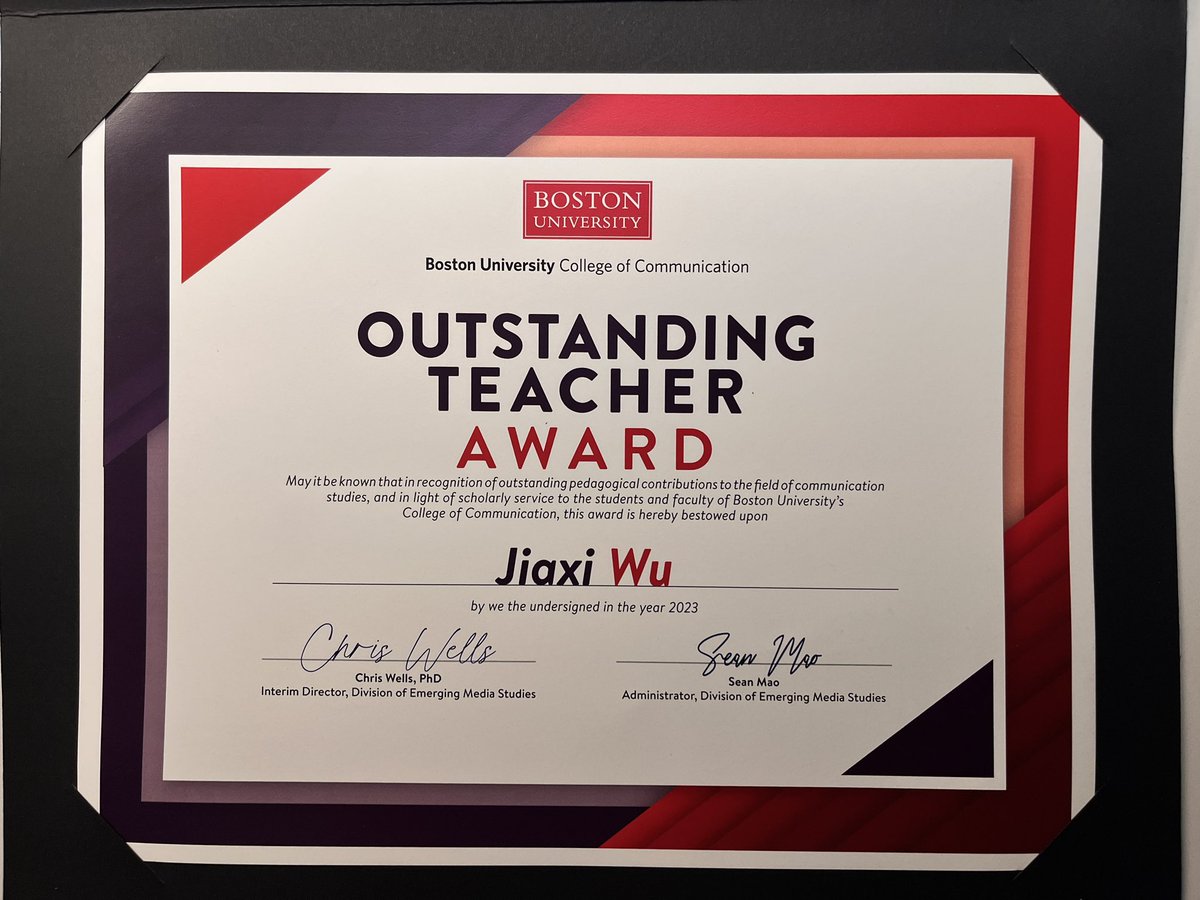 BOSTON
UNIVERSITY
Boston University College of Communication
OUTSTANDING
TEACHER
AWARD
May it be known that in recognition of outstanding pedagogical contributions to the field of communication
studies, and in light of scholarly service to the students and faculty of Boston University's
College of Communication, this award is hereby bestowed upon
Jiaxi Wu
by we the undersigned in the year 2023
Chris Wells
Chris Wells, PhD
Interim Director, Division of Emerging Media Studies
Sean Mao
Sean Mao
Administrator, Division of Emerging Media Studies